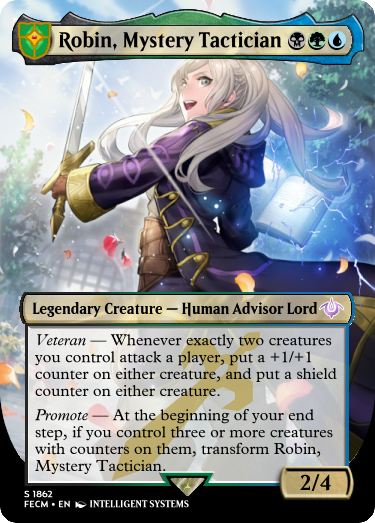 Robin, Mystery Tactician
Legendary Creature — Human Advisor Lord
Veteran — Whenever exactly two creatures
you control attack a player, put a +1/+1
counter on either creature, and put a shield
counter on either creature.
Promote — At the beginning of your end
step, if you control three or more creatures
with counters on them, transform Robin,
Mystery Tactician.
2/4
S 1862
FECM • EN INTELLIGENT SYSTEMS